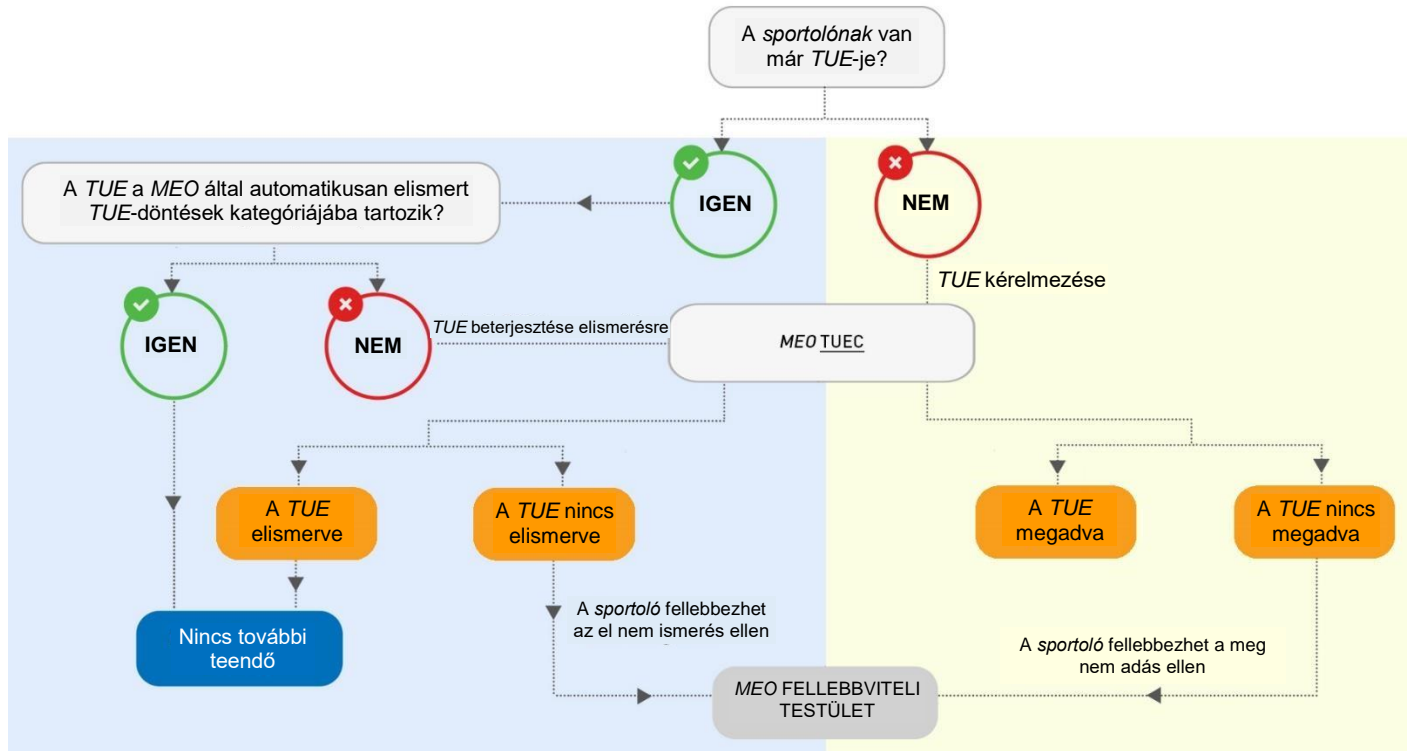 A sportolónak van
már TUE-je?
A TUE a MEO által automatikusan elismert
TUE-döntések kategóriájába tartozik?
IGEN
NEM
TUE kérelmezése
IGEN
NEM
TUE beterjesztése elismerésre
MEO TUEC
A TUE
elismerve
A TUE nincs
elismerve
A TUE
megadva
A TUE nincs
megadva
Nincs további
teendő
A sportoló fellebbezhet
az el nem ismerés ellen
A sportoló fellebbezhet a meg
nem adás ellen
MEO FELLEBBVITELI
TESTÜLET